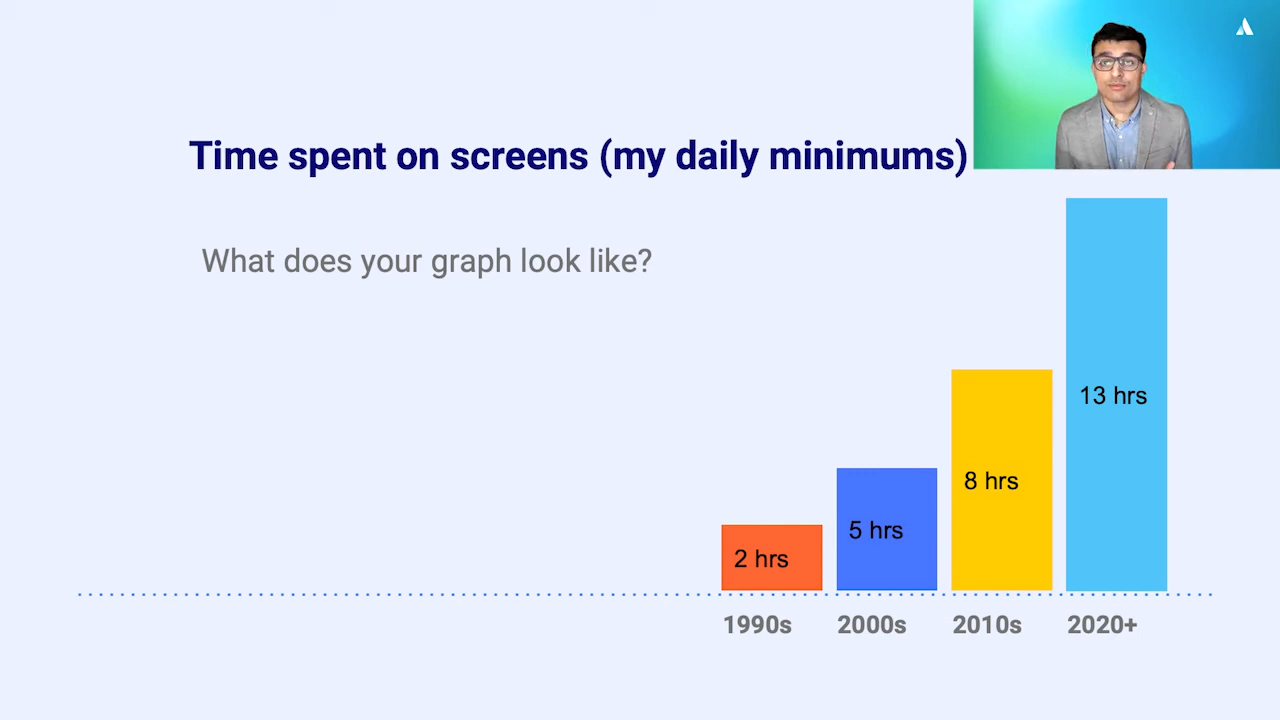 Time spent on screens (my daily minimums)
What does your graph look like?
2 hrs
5 hrs
8 hrs
13 hrs
1990s
2000s
2010s
2020+